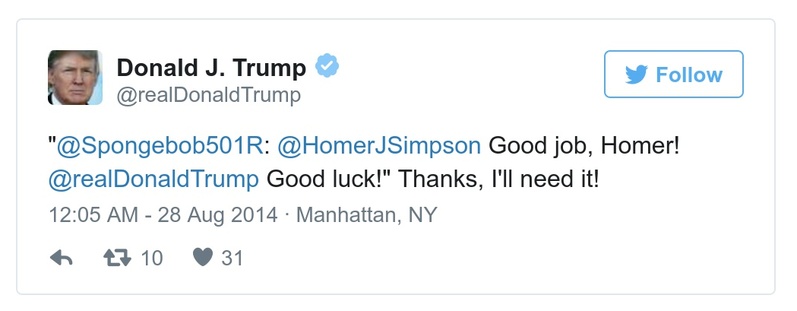 Donald J. Trump
@realDonaldTrump
Follow
"@Spongebob501R: @HomerJSimpson Good job, Homer!
@realDonaldTrump Good luck!" Thanks, I'll need it!
12:05 AM - 28 Aug 2014 · Manhattan, NY
10 31